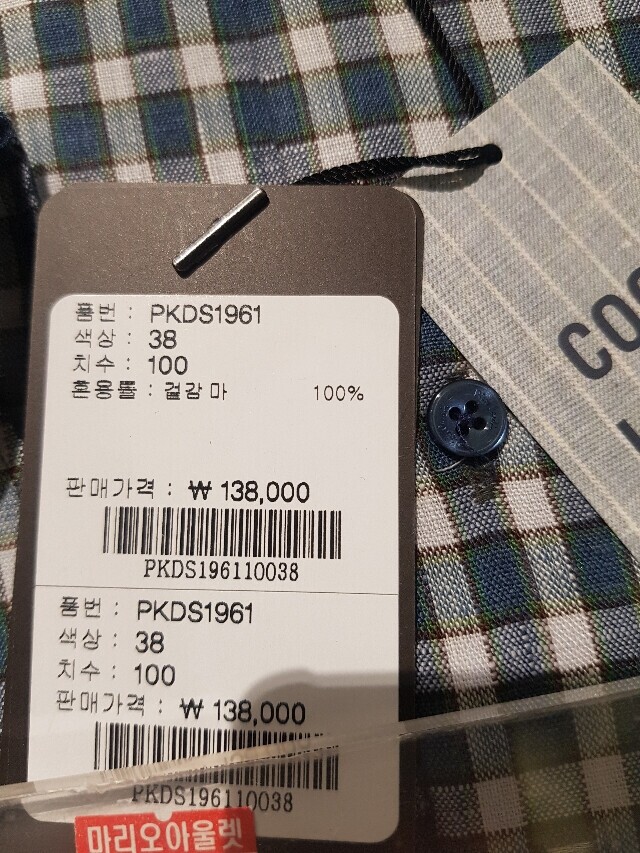 품번 : PKDS1961
색상 : 38
치수 : 100
혼용률 : 겉감 마 100%
판매가격 : ₩ 138,000
PKDS196110038
품번 : PKDS1961
색상 : 38
치수 : 100
판매가격 : ₩ 138,000
PKDS196110038
마리오아울렛